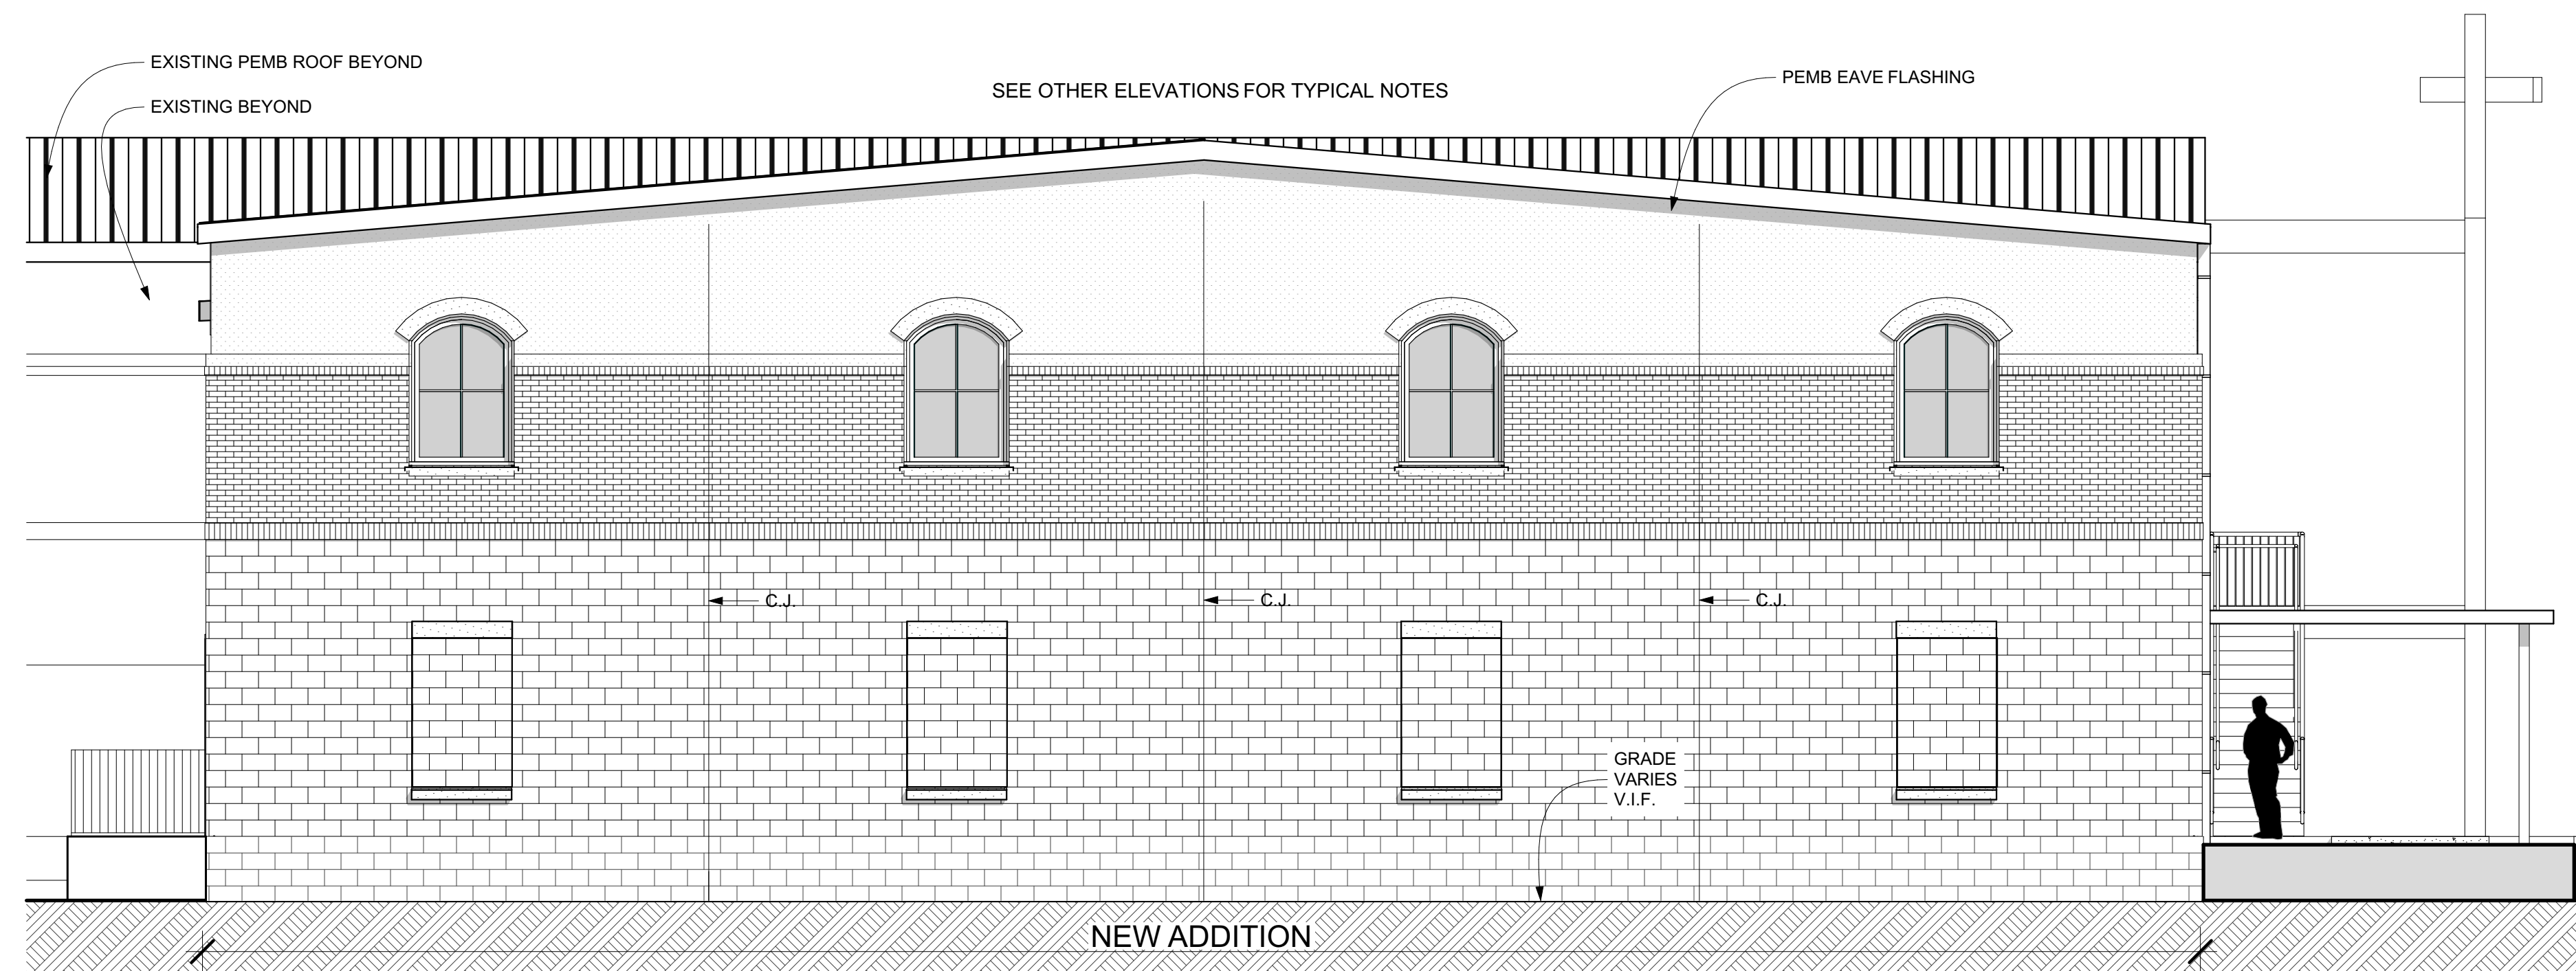 EXISTING PEMB ROOF BEYOND
EXISTING BEYOND
SEE OTHER ELEVATIONS FOR TYPICAL NOTES
PEMB EAVE FLASHING
C.J.
C.J.
C.J.
GRADE
VARIES
V.I.F.
NEW ADDITION